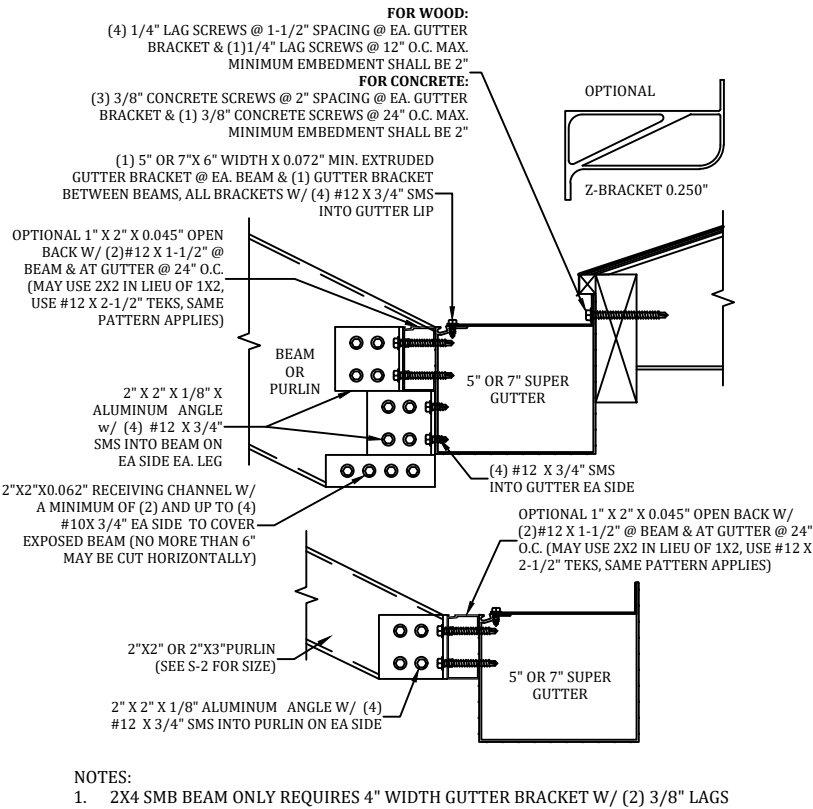 FOR WOOD:
(4) 1/4" LAG SCREWS @ 1-1/2" SPACING @ EA. GUTTER
BRACKET & (1)1/4" LAG SCREWS @ 12" O.C. MAX.
MINIMUM EMBEDMENT SHALL BE 2"
FOR CONCRETE:
(3) 3/8" CONCRETE SCREWS @ 2" SPACING @ EA. GUTTER
BRACKET & (1) 3/8" CONCRETE SCREWS @ 24" O.C. MAX.
MINIMUM EMBEDMENT SHALL BE 2"
OPTIONAL
Z-BRACKET 0.250"
(1) 5" OR 7"X 6" WIDTH X 0.072" MIN. EXTRUDED
GUTTER BRACKET @ EA. BEAM & (1) GUTTER BRACKET
BETWEEN BEAMS, ALL BRACKETS W/ (4) #12 X 3/4" SMS
INTO GUTTER LIP
OPTIONAL 1" X 2" X 0.045" OPEN
BACK W/ (2)#12 X 1-1/2" @
BEAM & AT GUTTER @ 24" O.C.
(MAY USE 2X2 IN LIEU OF 1X2,
USE #12 X 2-1/2" TEKS, SAME
PATTERN APPLIES)
BEAM
OR
PURLIN
5" OR 7" SUPER
GUTTER
2" X 2" X 1/8" X
ALUMINUM ANGLE
w/ (4) #12 X 3/4"
SMS INTO BEAM ON
EA SIDE EA. LEG
(4) #12 X 3/4" SMS
INTO GUTTER EA SIDE
2"X2"X0.062" RECEIVING CHANNEL W/
A MINIMUM OF (2) AND UP TO (4)
#10X 3/4" EA SIDE TO COVER
EXPOSED BEAM (NO MORE THAN 6"
MAY BE CUT HORIZONTALLY)
OPTIONAL 1" X 2" X 0.045" OPEN BACK W/
(2)#12 X 1-1/2" @ BEAM & AT GUTTER @ 24"
O.C. (MAY USE 2X2 IN LIEU OF 1X2, USE #12 X
2-1/2" TEKS, SAME PATTERN APPLIES)
2"X2" OR 2"X3"PURLIN
(SEE S-2 FOR SIZE)
5" OR 7" SUPER
GUTTER
2" X 2" X 1/8" ALUMINUM ANGLE W/ (4)
#12 X 3/4" SMS INTO PURLIN ON EA SIDE
NOTES:
1. 2X4 SMB BEAM ONLY REQUIRES 4" WIDTH GUTTER BRACKET W/ (2) 3/8" LAGS